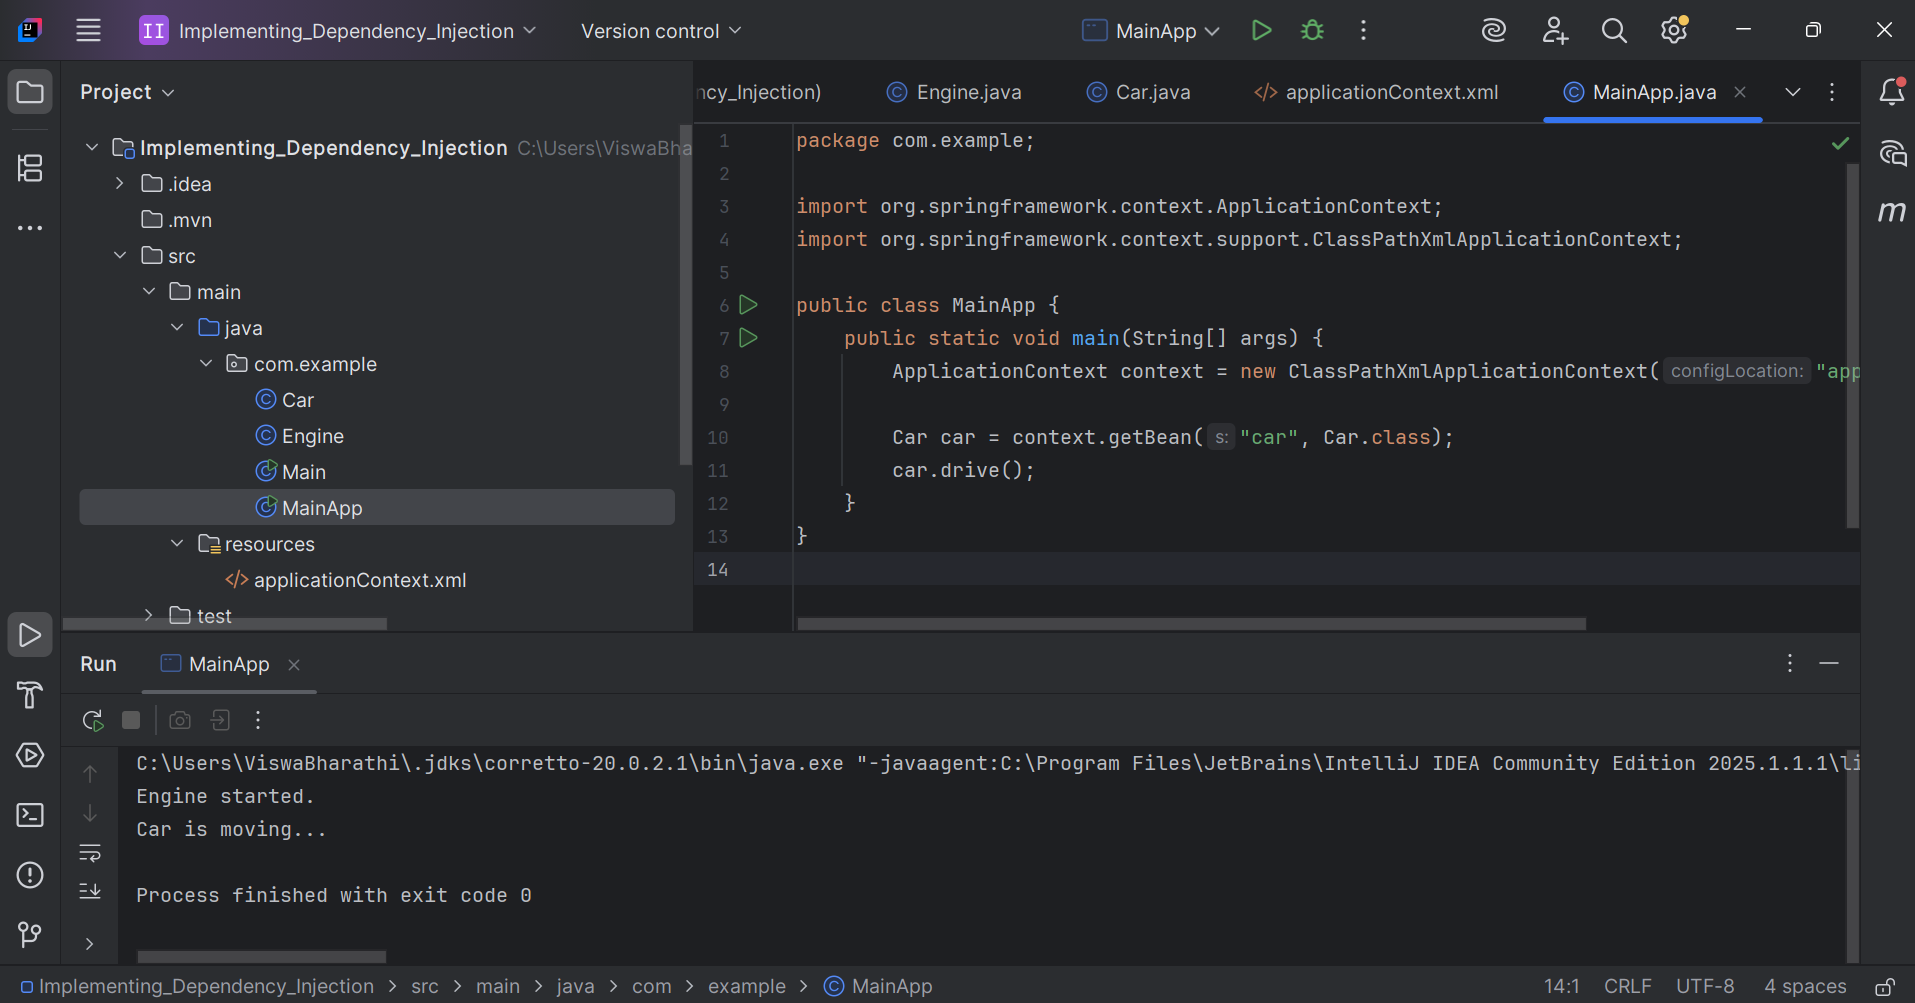 II Implementing_Dependency_Injection Version control MainApp
Project
Implementing_Dependency_Injection C:\Users\ViswaBha
.idea
.mvn
src
main
java
com.example
Car
Engine
Main
MainApp
resources
applicationContext.xml
test
ncy_Injection) Engine.java Car.java applicationContext.xml MainApp.java
1 package com.example;
2
3 import org.springframework.context.ApplicationContext;
4 import org.springframework.context.support.ClassPathXmlApplicationContext;
5
6 public class MainApp {
7 public static void main(String[] args) {
8 ApplicationContext context = new ClassPathXmlApplicationContext( configLocation: "app
9
10 Car car = context.getBean( s: "car", Car.class);
11 car.drive();
12 }
13 }
14
m
Run MainApp
C:\Users\ViswaBharathi\.jdks\corretto-20.0.2.1\bin\java.exe "-javaagent:C:\Program Files\JetBrains\IntelliJ IDEA Community Edition 2025.1.1.1\li
Engine started.
Car is moving...
Process finished with exit code 0
Implementing_Dependency_Injection > src > main > java > com > example > MainApp 14:1 CRLF UTF-8 4 spaces